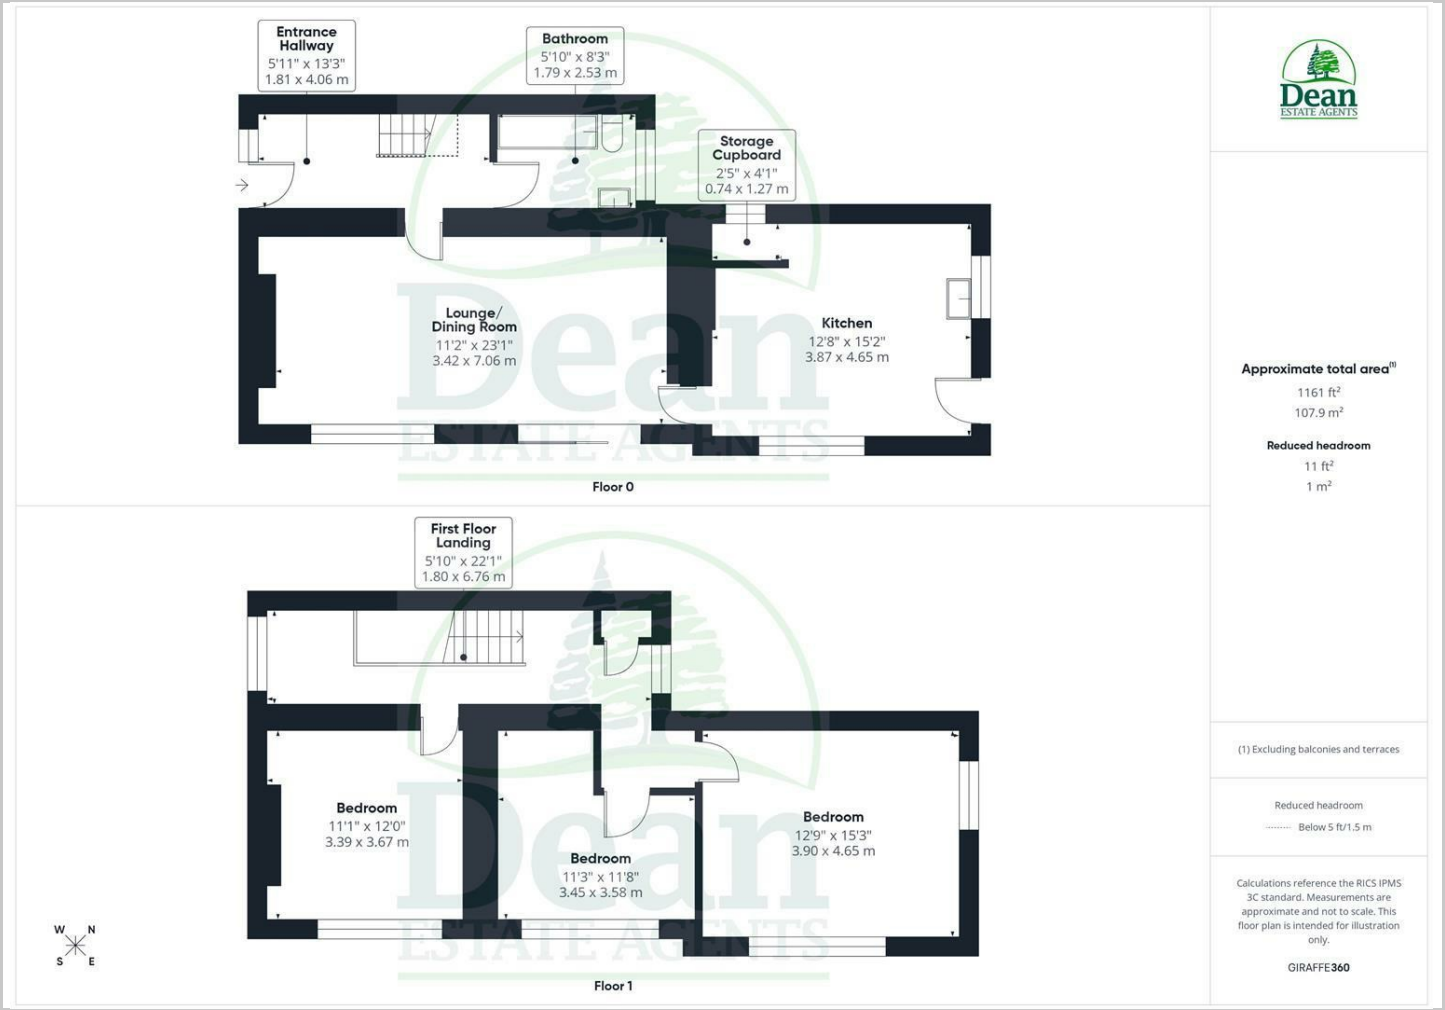 Entrance
Hallway
5'11" x 13'3"
1.81 x 4.06 m
Bathroom
5'10" x 8'3"
1.79 x 2.53 m
Storage
Cupboard
2'5" x 4'1"
0.74 x 1.27 m
Lounge/
Dining Room
11'2" x 23'1"
3.42 x 7.06 m
Kitchen
12'8" x 15'2"
3.87 x 4.65 m
Dean
ESTATE AGENTS
Floor 0
First Floor
Landing
5'10" x 22'1"
1.80 x 6.76 m
Bedroom
11'1" x 12'0"
3.39 x 3.67 m
Bedroom
11'3" x 11'8"
3.45 x 3.58 m
Bedroom
12'9" x 15'3"
3.90 x 4.65 m
Dean
ESTATE AGENTS
Floor 1
W N
S E
Dean
ESTATE AGENTS
Approximate total area(1)
1161 ft²
107.9 m²
Reduced headroom
11 ft²
1 m²
(1) Excluding balconies and terraces
Reduced headroom
Below 5 ft/1.5 m
Calculations reference the RICS IPMS
3C standard. Measurements are
approximate and not to scale. This
floor plan is intended for illustration
only.
GIRAFFE360